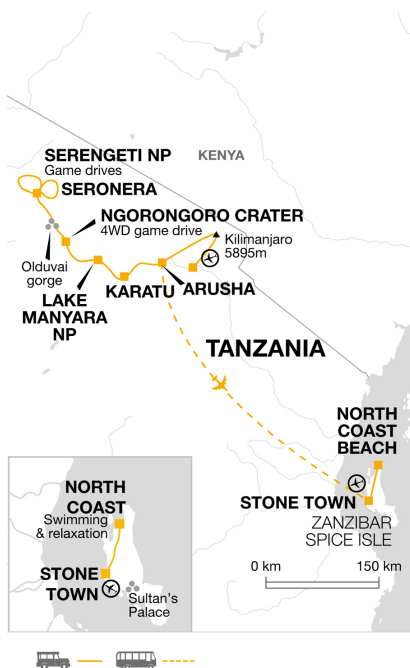 SERENGETI NP
Game drives
KENYA
SERONERA
NGORONGORO CRATER
4WD game drive
Kilimanjaro
5895m
Olduvai
gorge
LAKE
MANYARA
NP
KARATU
ARUSHA
TANZANIA
NORTH
COAST
BEACH
STONE TOWN
ZANZIBAR
SPICE ISLE
0 km
150 km
NORTH
COAST
Swimming
& relaxation
STONE
TOWN
Sultan's
Palace